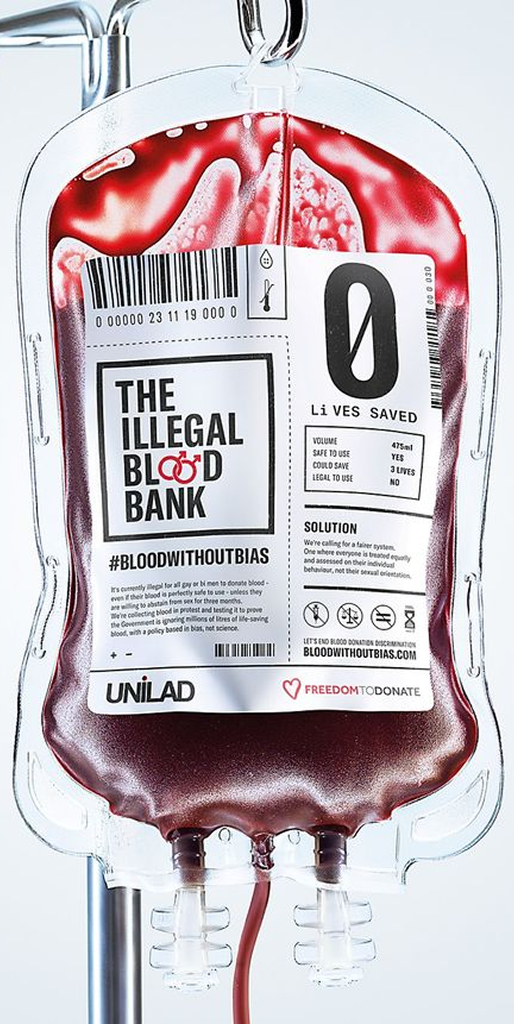 0 00000 23 11 19 000 0
THE
ILLEGAL
BLOOD
BANK
#BLOODWITHOUTBIAS
It's currently illegal for all gay or bi men to donate blood -
even if their blood is perfectly safe to use - unless they
are willing to abstain from sex for three months.
We're collecting blood in protest and testing it to prove
the Government is ignoring millions of litres of life-saving
blood, with a policy based in bias, not science.
+ -
UNiLAD
0
LiVES SAVED
VOLUME 475ml
SAFE TO USE YES
COULD SAVE 3 LIVES
LEGAL TO USE NO
SOLUTION
We're calling for a fairer system.
One where everyone is treated equally
and assessed on their individual
behaviour, not their sexual orientation.
LET'S END BLOOD DONATION DISCRIMINATION
BLOODWITHOUTBIAS.COM
FREEDOMTODONATE